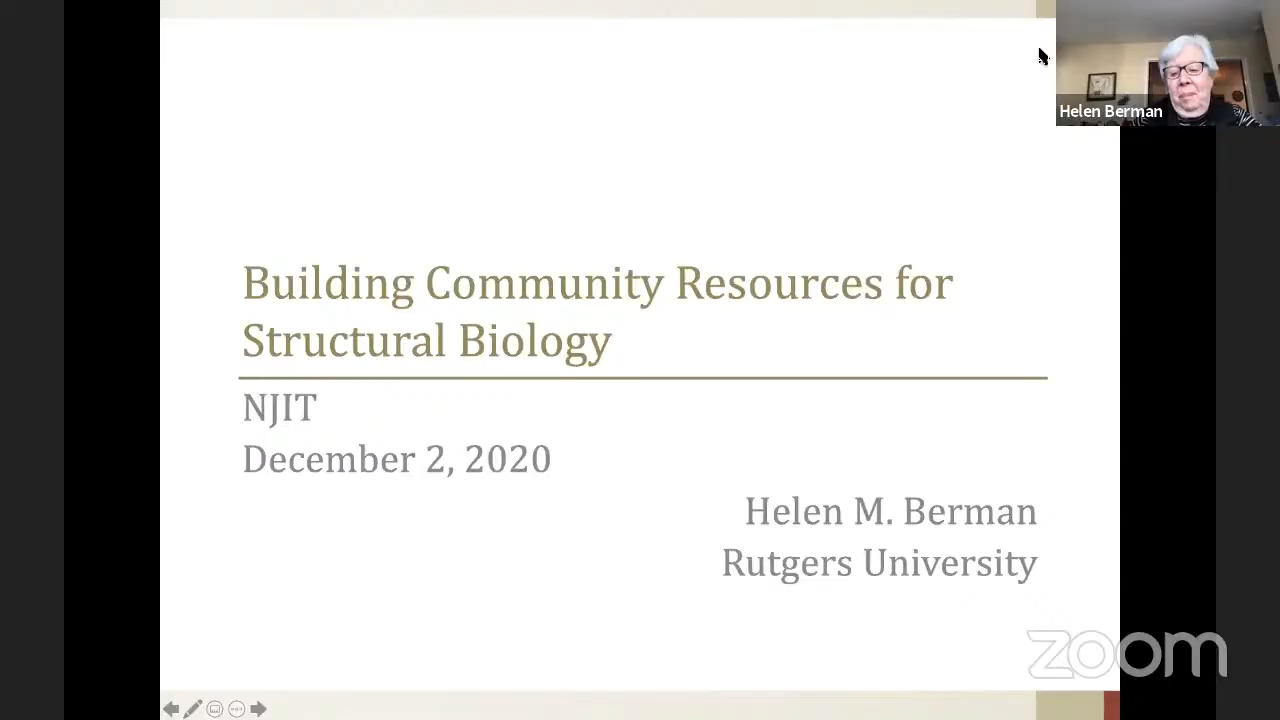 Helen Berman
Building Community Resources for
Structural Biology
NJIT
December 2, 2020
Helen M. Berman
Rutgers University
zoom